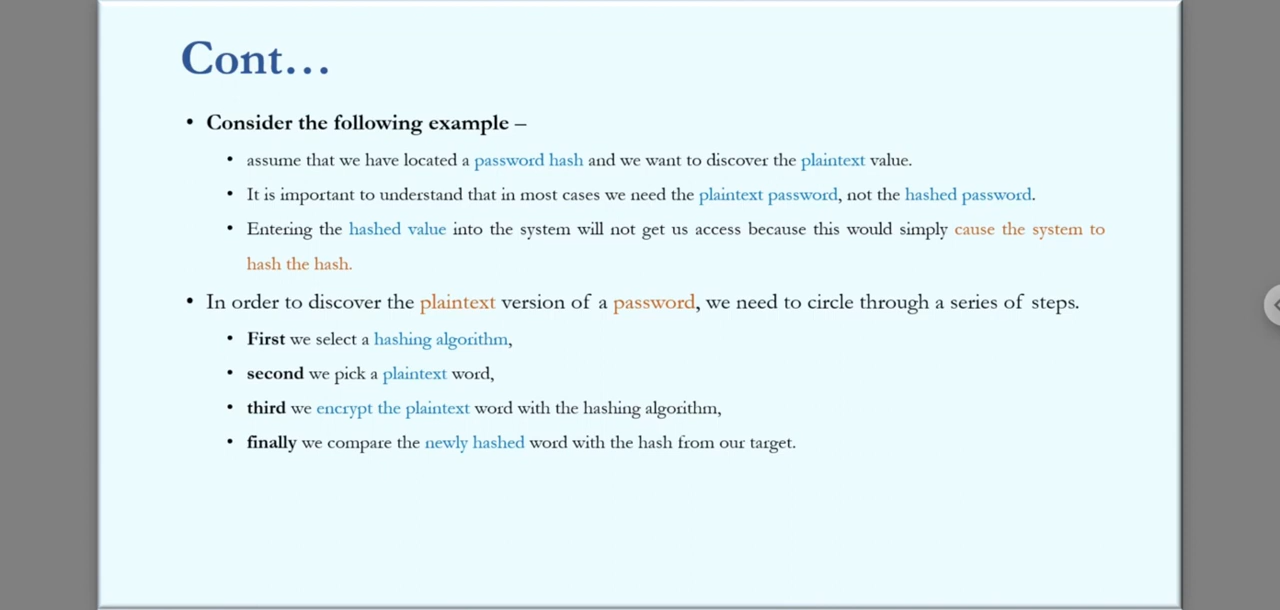 Cont…
• Consider the following example –
• assume that we have located a password hash and we want to discover the plaintext value.
• It is important to understand that in most cases we need the plaintext password, not the hashed password.
• Entering the hashed value into the system will not get us access because this would simply cause the system to
hash the hash.
• In order to discover the plaintext version of a password, we need to circle through a series of steps.
• First we select a hashing algorithm,
• second we pick a plaintext word,
• third we encrypt the plaintext word with the hashing algorithm,
• finally we compare the newly hashed word with the hash from our target.